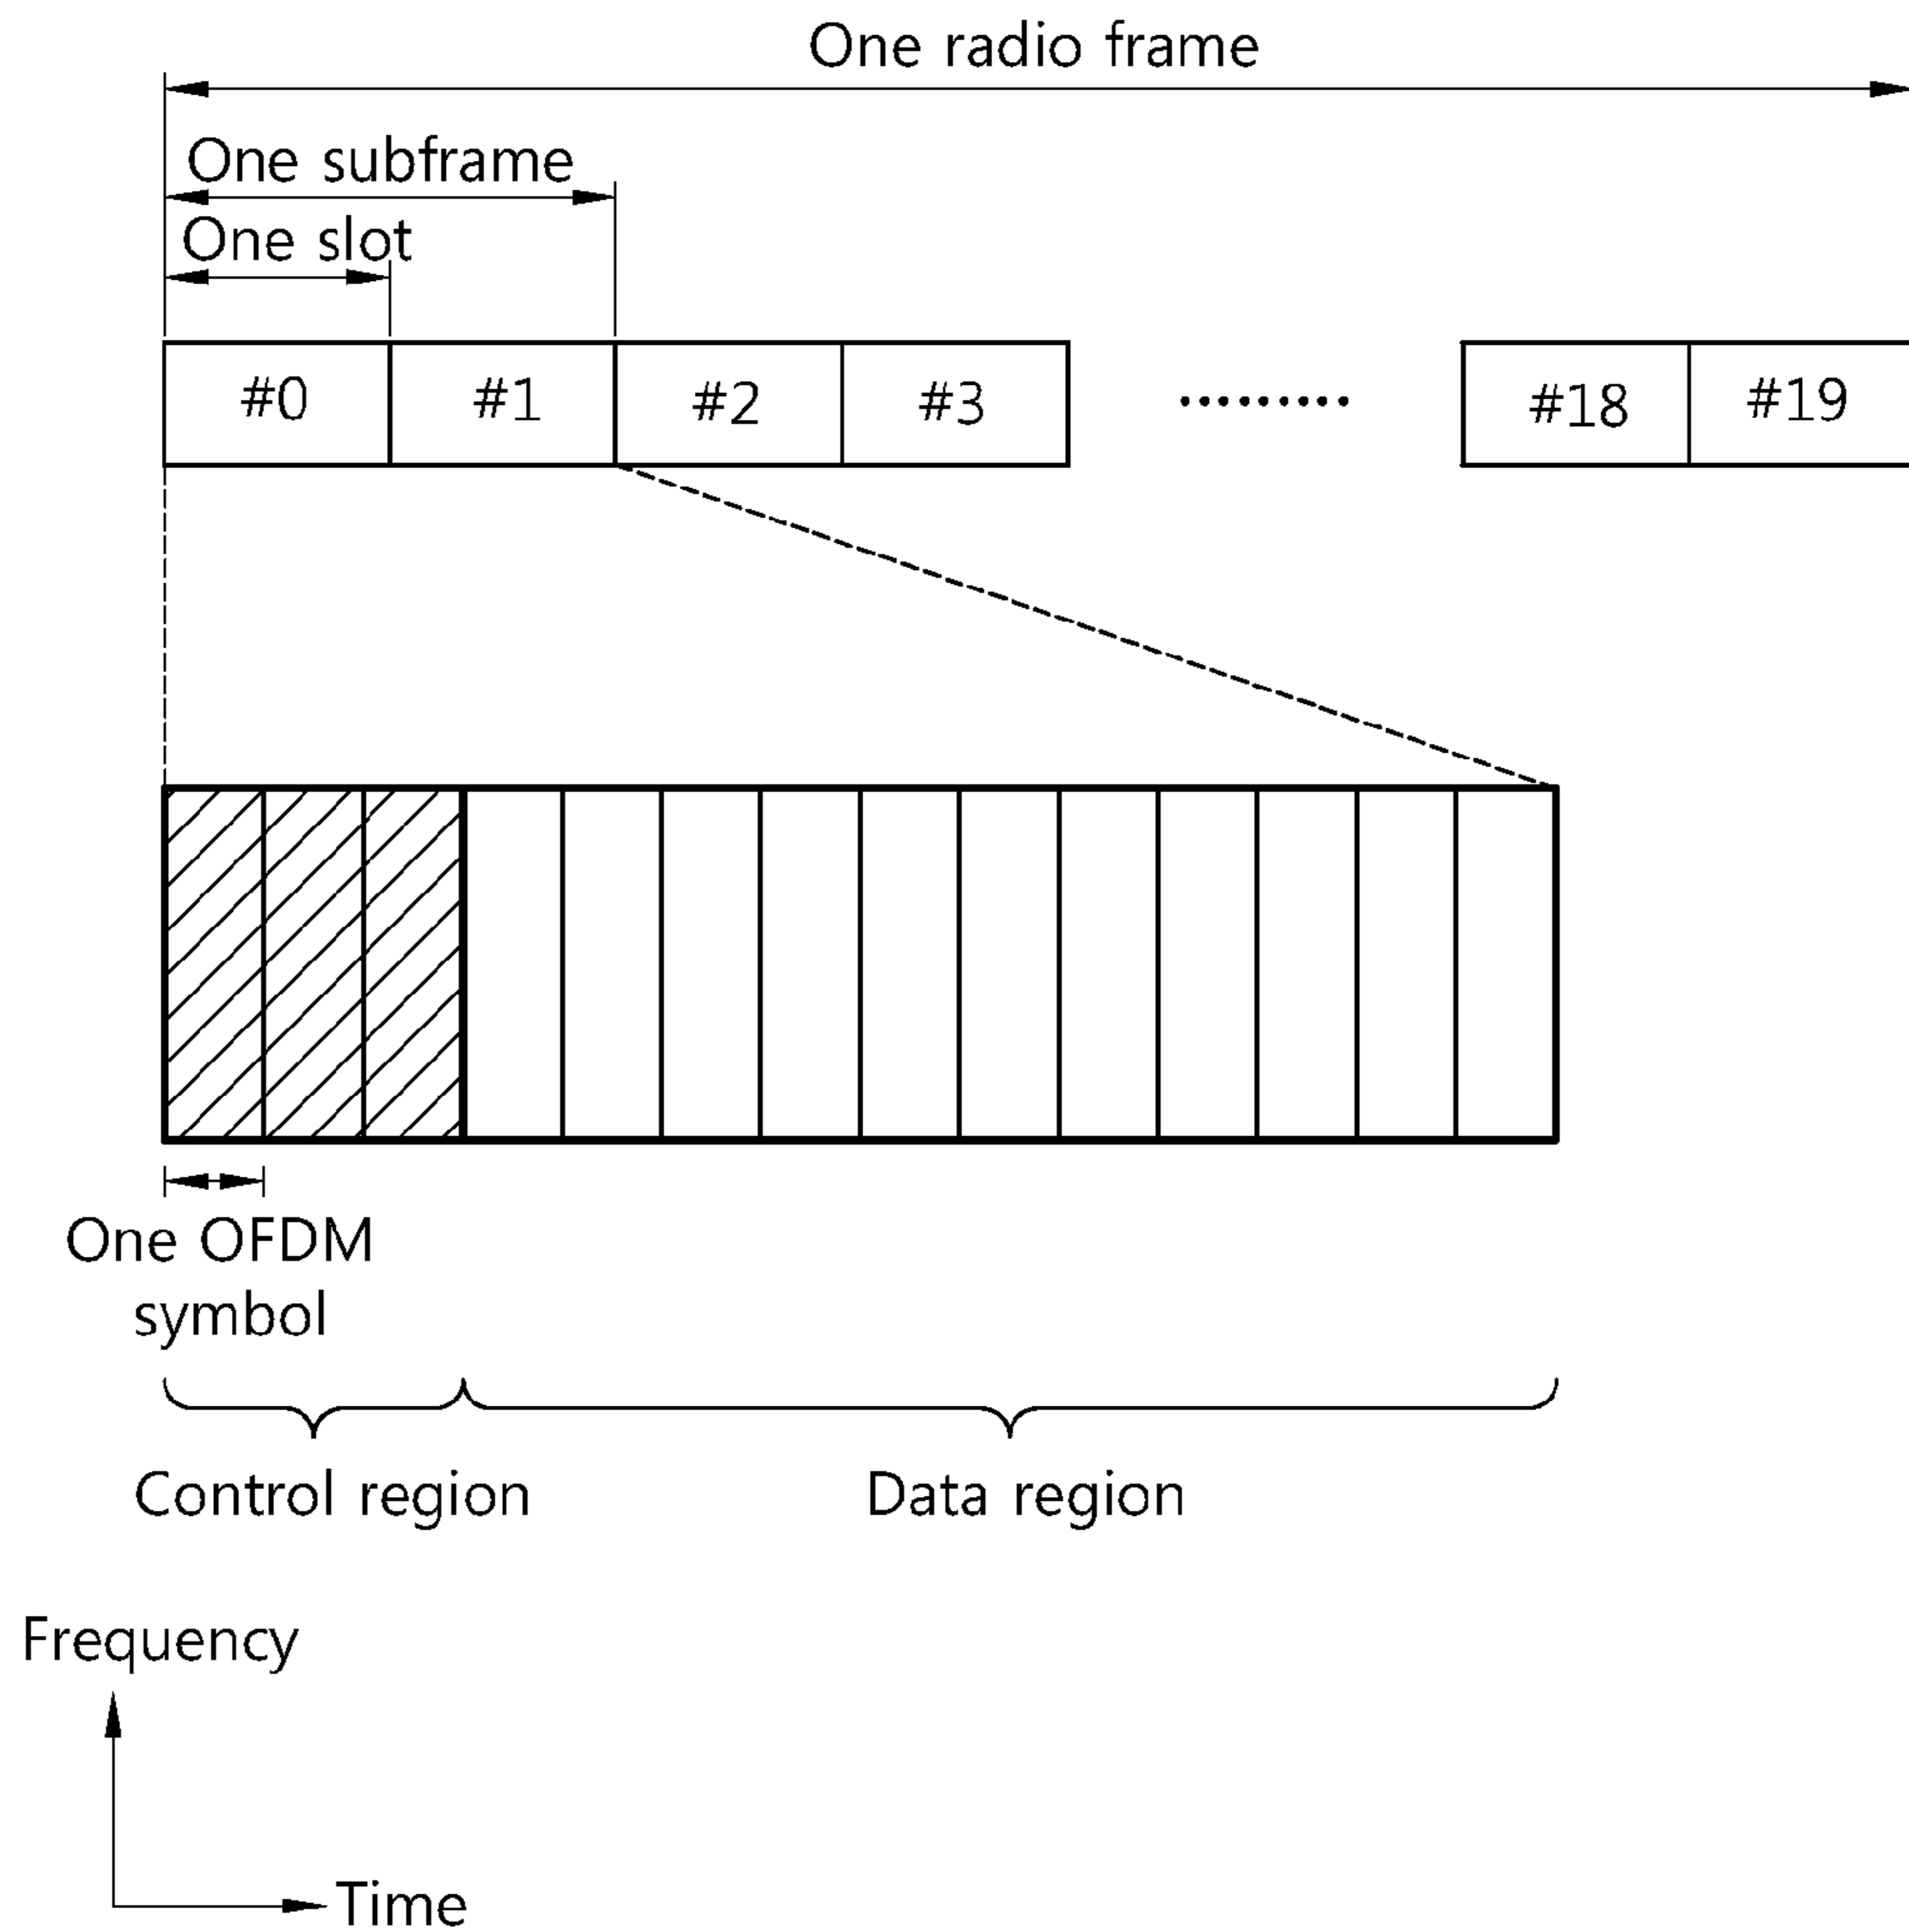 One radio frame
One subframe
One slot
#0 #1 #2 #3 ......... #18 #19
One OFDM
symbol
Control region Data region
Frequency
Time